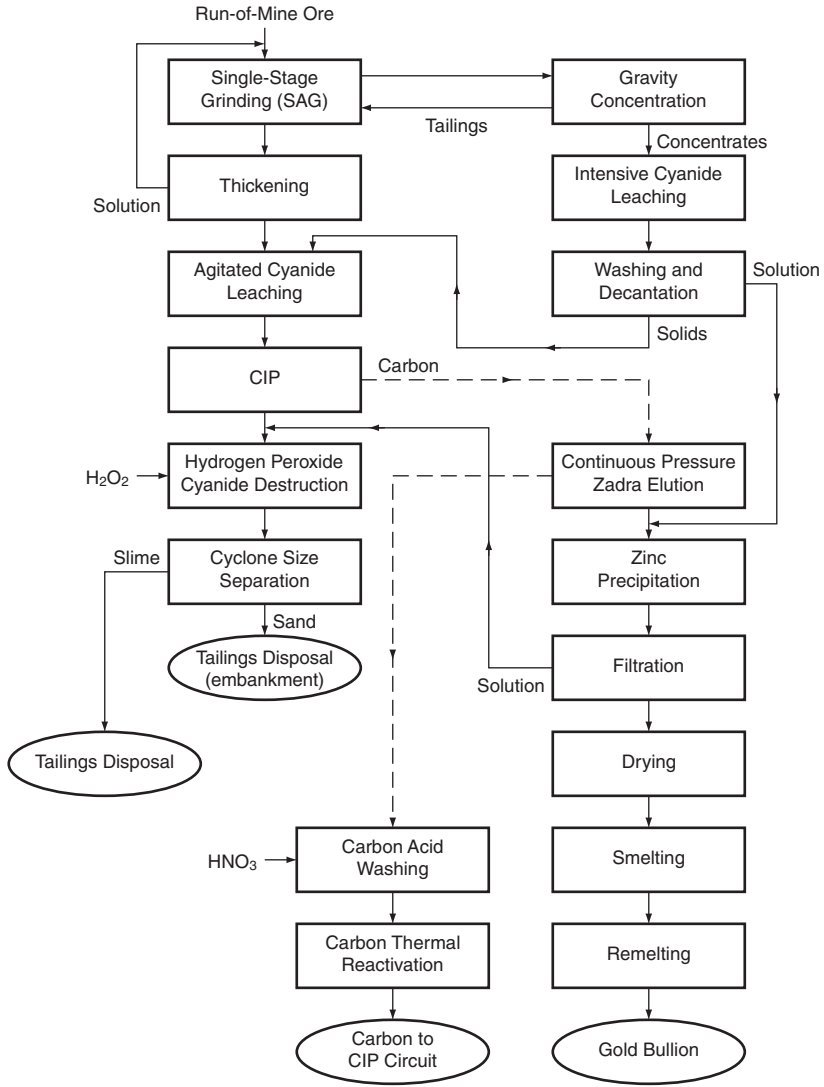 Run-of-Mine Ore
Single-Stage
Grinding (SAG)
Gravity
Concentration
Tailings
Concentrates
Thickening
Solution
Intensive Cyanide
Leaching
Agitated Cyanide
Leaching
Washing and
Decantation
Solution
Solids
CIP
Carbon
H₂O₂
Hydrogen Peroxide
Cyanide Destruction
Continuous Pressure
Zadra Elution
Slime
Cyclone Size
Separation
Zinc
Precipitation
Sand
Tailings Disposal
(embankment)
Filtration
Solution
Tailings Disposal
Drying
HNO₃
Carbon Acid
Washing
Smelting
Carbon Thermal
Reactivation
Remelting
Carbon to
CIP Circuit
Gold Bullion